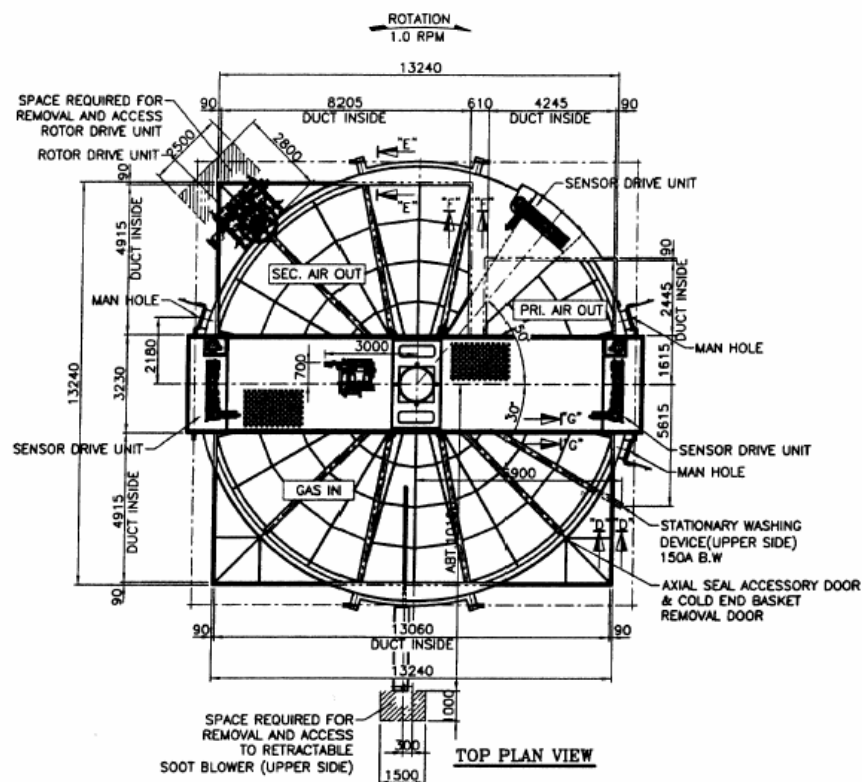 ROTATION
1.0 RPM
13240
90
8205
610
4245
90
DUCT INSIDE
DUCT INSIDE
SPACE REQUIRED FOR
REMOVAL AND ACCESS
ROTOR DRIVE UNIT
ROTOR DRIVE UNIT
2500
2800
"E"
"E"
"F"
"F"
SENSOR DRIVE UNIT
90
4915
DUCT INSIDE
SEC. AIR OUT
PRI. AIR OUT
90
2445
DUCT INSIDE
MAN HOLE
MAN HOLE
13240
3230
2180
3000
700
50°
30°
1615
5615
"G"
"G"
SENSOR DRIVE UNIT
SENSOR DRIVE UNIT
MAN HOLE
GAS IN
5900
4915
DUCT INSIDE
90
"D"
"D"
STATIONARY WASHING
DEVICE(UPPER SIDE)
150A B.W
AXIAL SEAL ACCESSORY DOOR
& COLD END BASKET
REMOVAL DOOR
90
13060
90
DUCT INSIDE
13240
1000
SPACE REQUIRED FOR
REMOVAL AND ACCESS
TO RETRACTABLE
SOOT BLOWER (UPPER SIDE)
300
1500
TOP PLAN VIEW